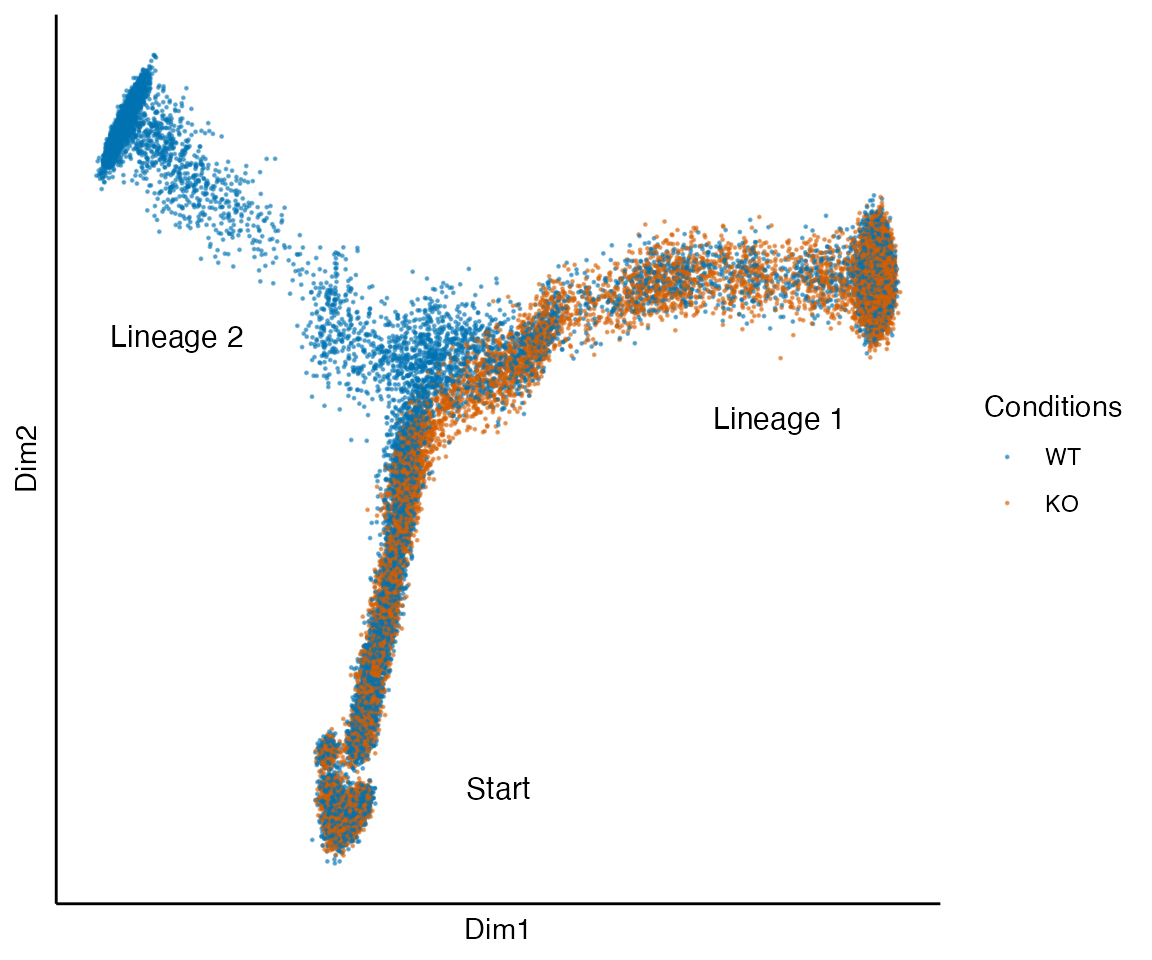 Lineage 2
Lineage 1
Start
Dim2
Dim1
Conditions
WT
KO